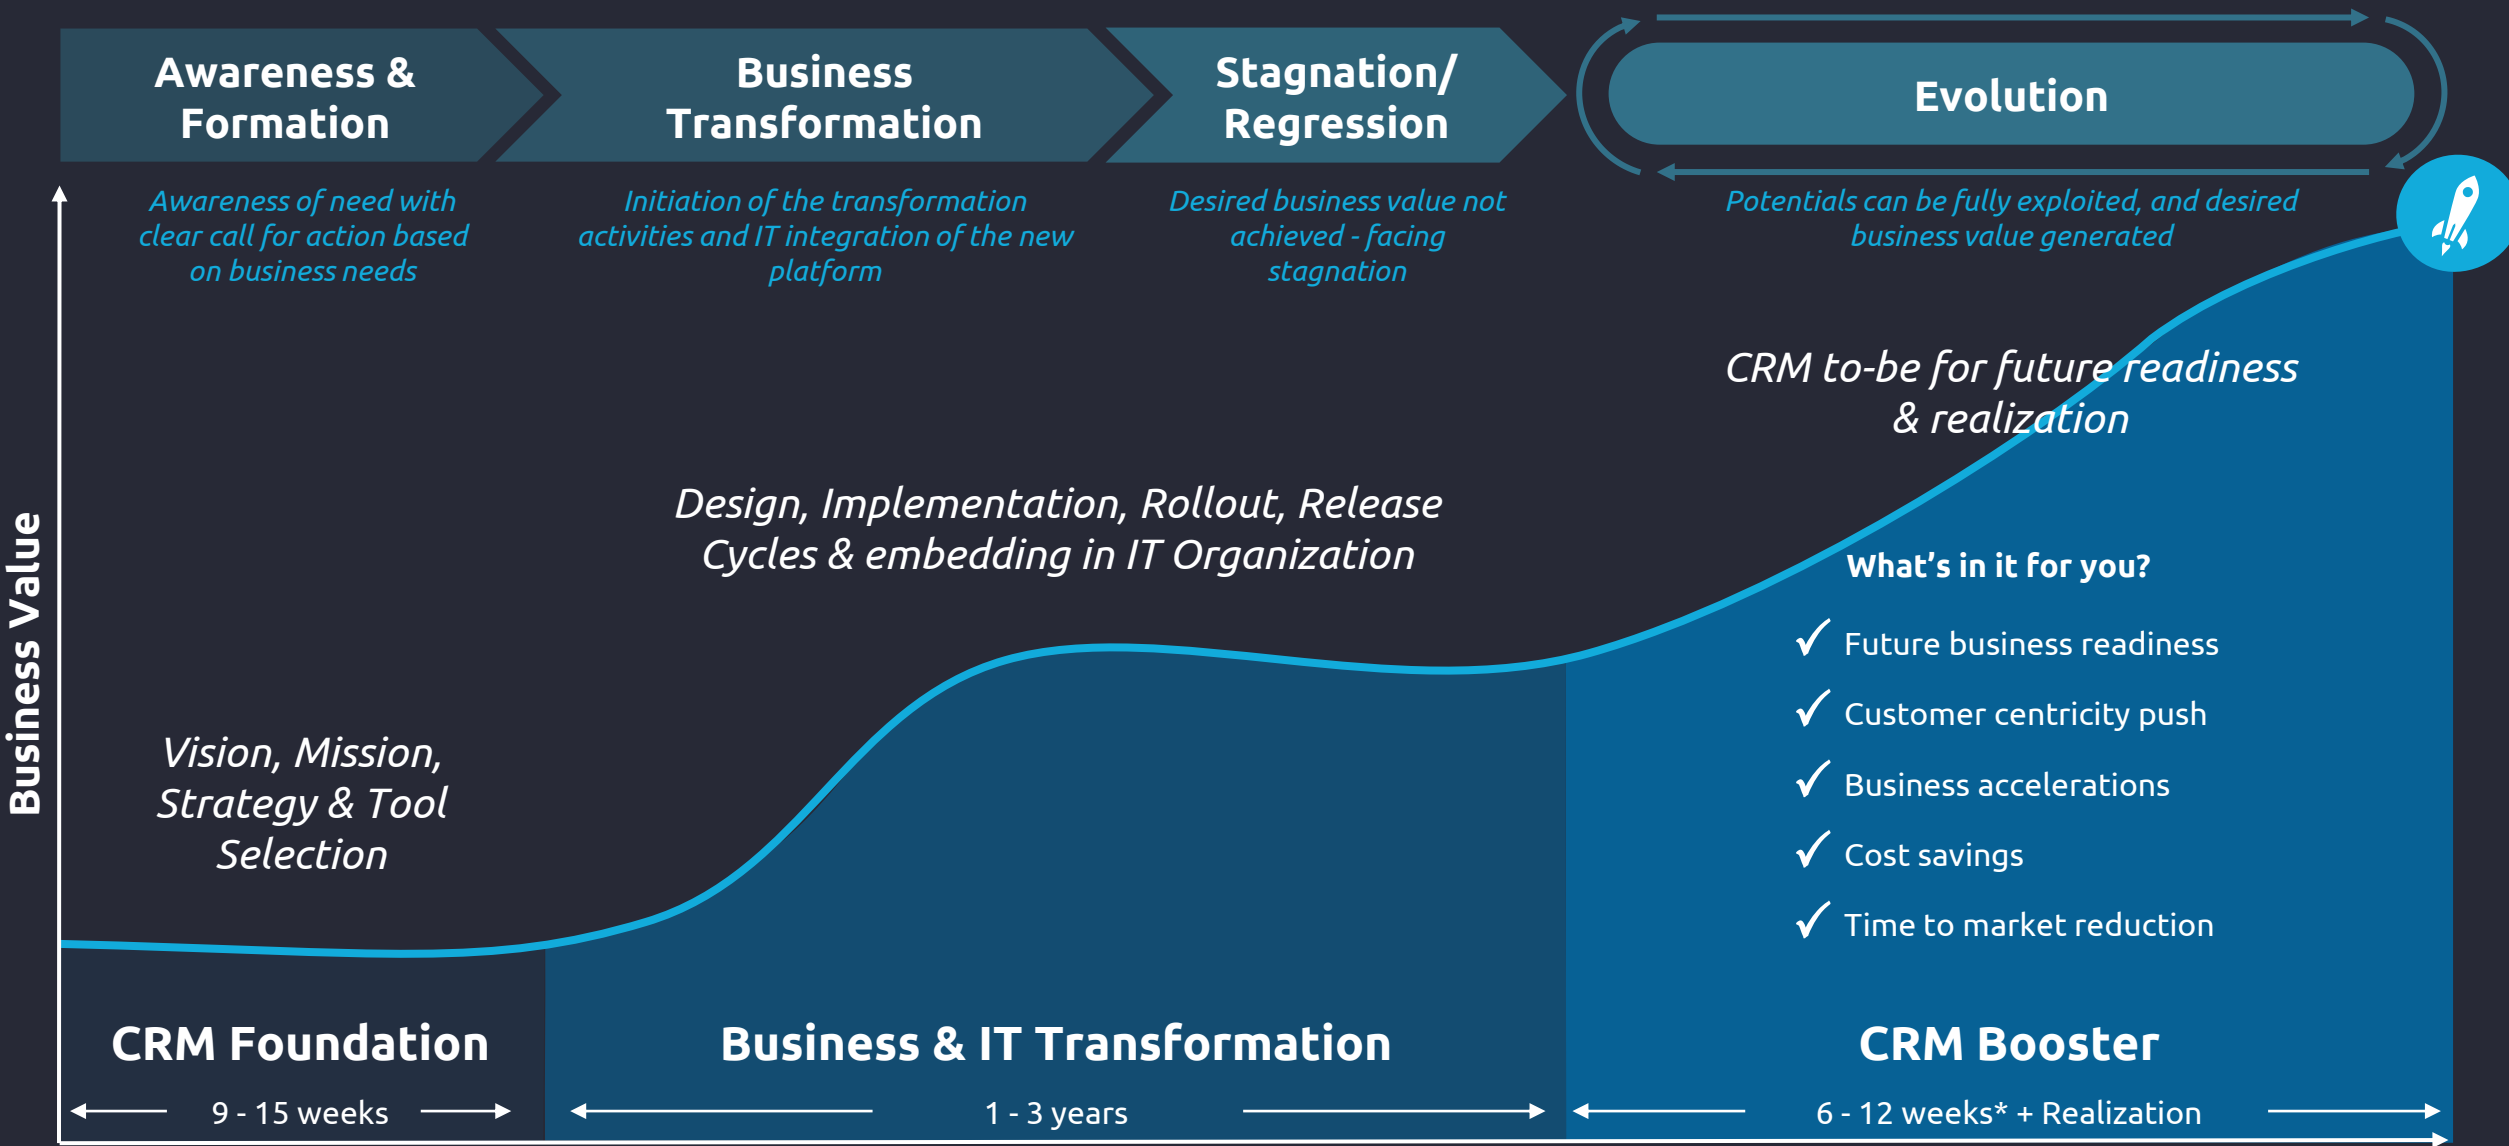 Awareness &
Formation
Business
Transformation
Stagnation/
Regression
Evolution
Awareness of need with
clear call for action based
on business needs
Initiation of the transformation
activities and IT integration of the new
platform
Desired business value not
achieved - facing
stagnation
Potentials can be fully exploited, and desired
business value generated
CRM to-be for future readiness
& realization
Design, Implementation, Rollout, Release
Cycles & embedding in IT Organization
Vision, Mission,
Strategy & Tool
Selection
Business Value
What's in it for you?
✓ Future business readiness
✓ Customer centricity push
✓ Business accelerations
✓ Cost savings
✓ Time to market reduction
CRM Foundation
Business & IT Transformation
CRM Booster
9 - 15 weeks
1 - 3 years
6 - 12 weeks* + Realization